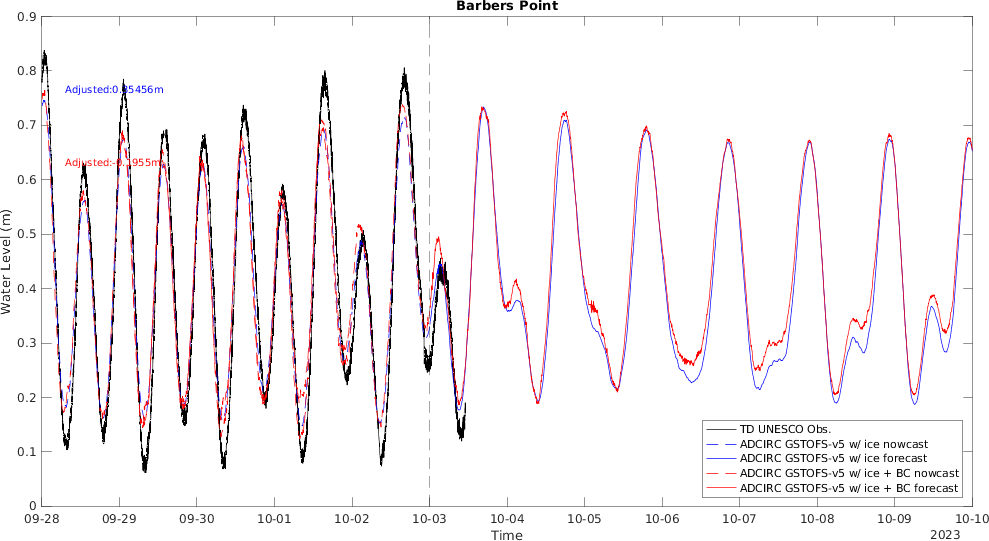 Barbers Point
0.9
0.8
0.7
0.6
0.5
0.4
0.3
0.2
0.1
0
Water Level (m)
TD UNESCO Obs.
ADCIRC GSTOFS-v5 w/ ice nowcast
ADCIRC GSTOFS-v5 w/ ice forecast
ADCIRC GSTOFS-v5 w/ ice + BC nowcast
ADCIRC GSTOFS-v5 w/ ice + BC forecast
09-28 09-29 09-30 10-01 10-02 10-03 10-04 10-05 10-06 10-07 10-08 10-09 10-10
Time
2023